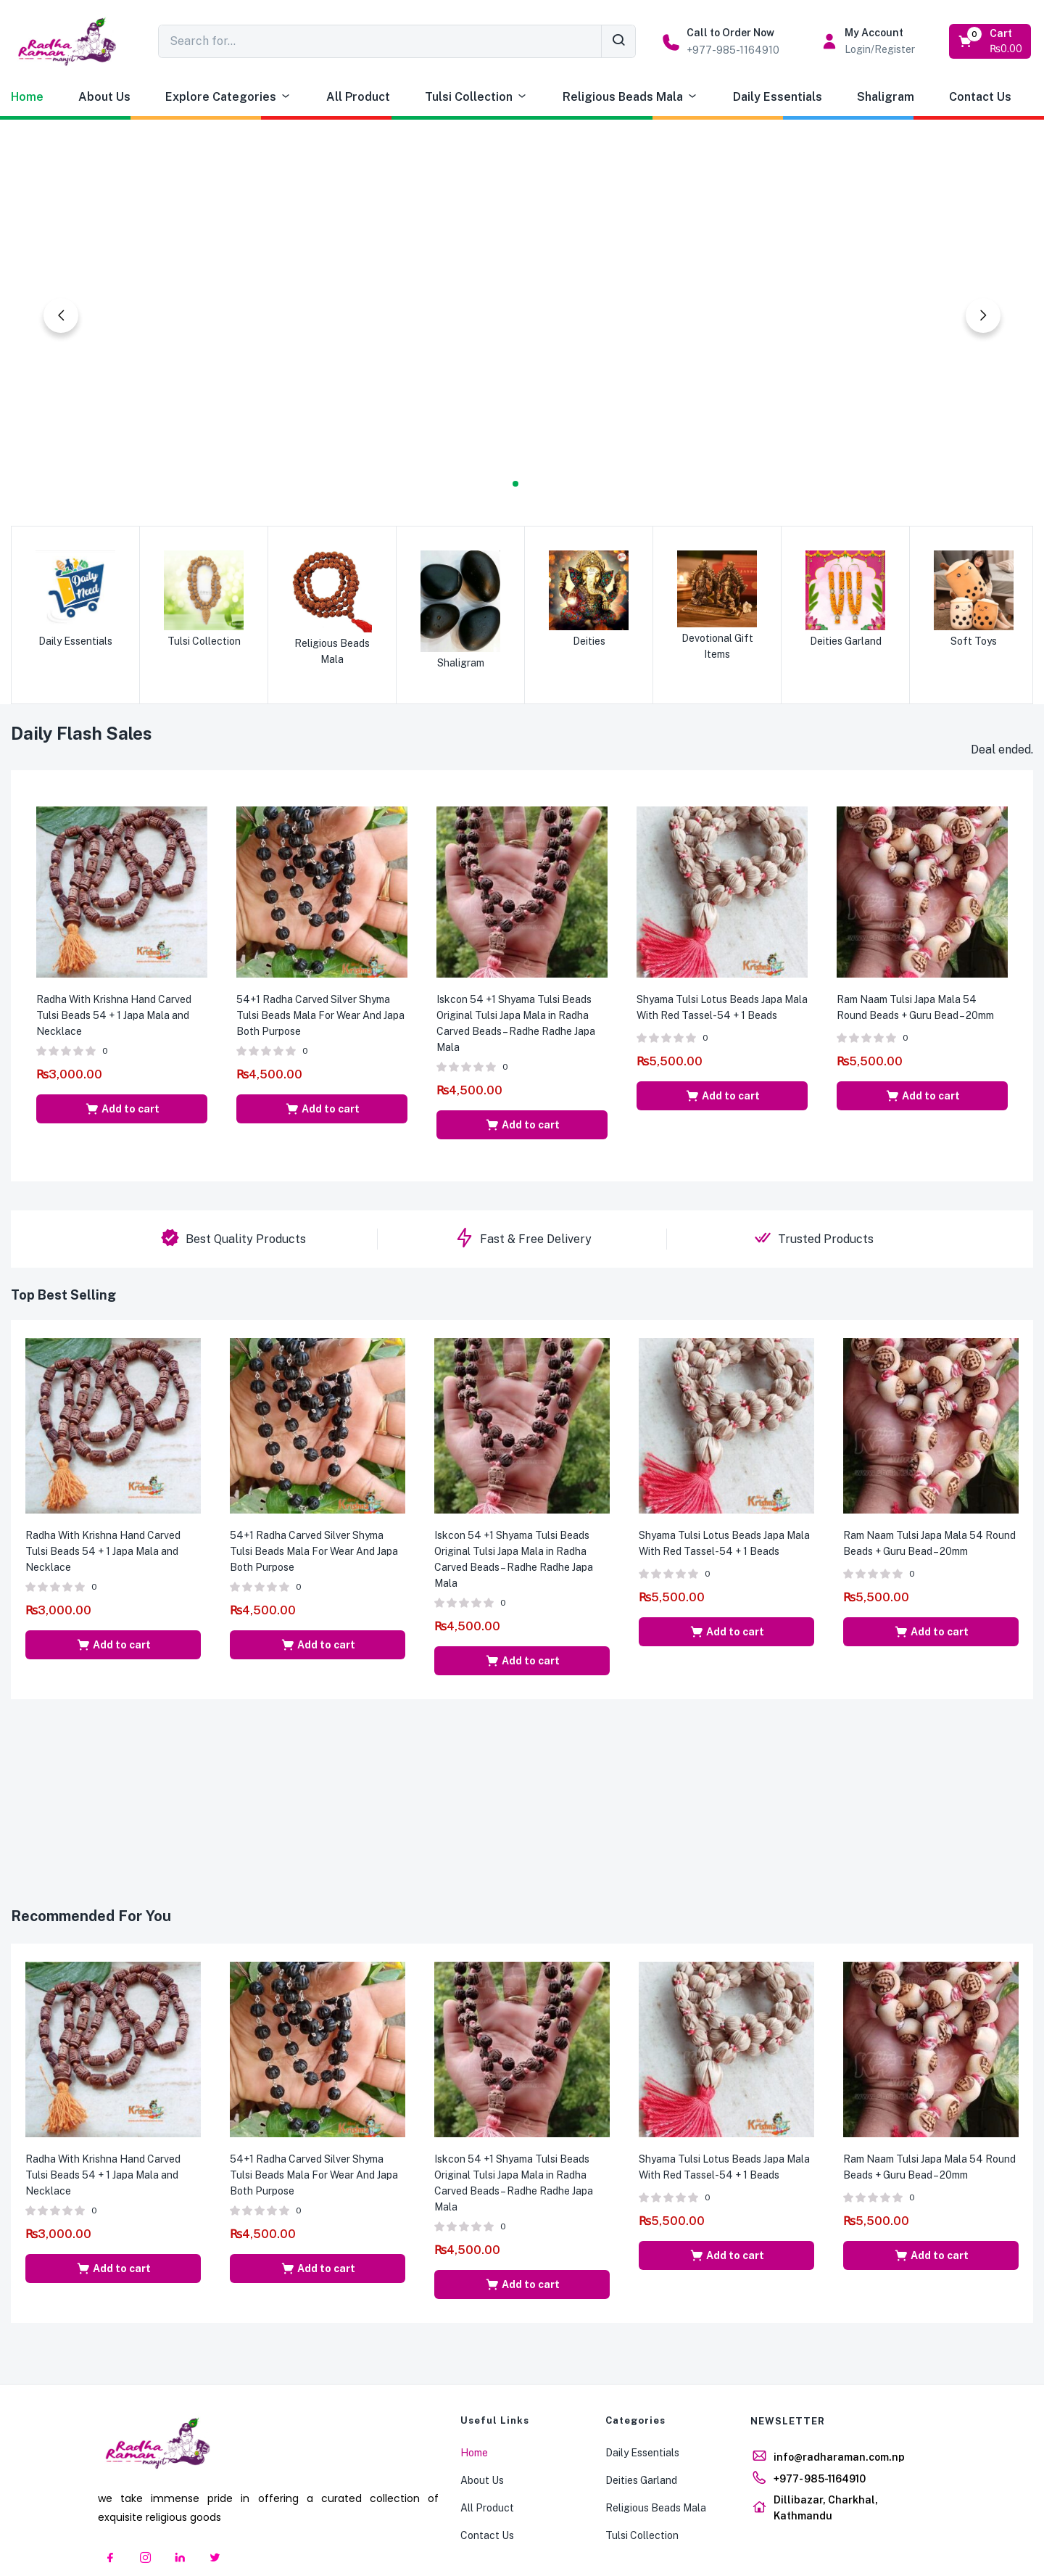 Radha
Raman
manjit
Search for...
Call to Order Now
+977-985-1164910
My Account
Login/Register
0
Cart
₨0.00
Home
About Us
Explore Categories
All Product
Tulsi Collection
Religious Beads Mala
Daily Essentials
Shaligram
Contact Us
Daily
Need
Daily Essentials
Tulsi Collection
Religious Beads
Mala
Shaligram
Deities
Devotional Gift
Items
Deities Garland
Soft Toys
Daily Flash Sales
Deal ended.
Radha With Krishna Hand Carved
Tulsi Beads 54 + 1 Japa Mala and
Necklace
0
₨3,000.00
Add to cart
54+1 Radha Carved Silver Shyma
Tulsi Beads Mala For Wear And Japa
Both Purpose
0
₨4,500.00
Add to cart
Iskcon 54 +1 Shyama Tulsi Beads
Original Tulsi Japa Mala in Radha
Carved Beads – Radhe Radhe Japa
Mala
0
₨4,500.00
Add to cart
Shyama Tulsi Lotus Beads Japa Mala
With Red Tassel-54 + 1 Beads
0
₨5,500.00
Add to cart
Ram Naam Tulsi Japa Mala 54
Round Beads + Guru Bead – 20mm
0
₨5,500.00
Add to cart
Best Quality Products
Fast & Free Delivery
Trusted Products
Top Best Selling
Radha With Krishna Hand Carved
Tulsi Beads 54 + 1 Japa Mala and
Necklace
0
₨3,000.00
Add to cart
54+1 Radha Carved Silver Shyma
Tulsi Beads Mala For Wear And Japa
Both Purpose
0
₨4,500.00
Add to cart
Iskcon 54 +1 Shyama Tulsi Beads
Original Tulsi Japa Mala in Radha
Carved Beads – Radhe Radhe Japa
Mala
0
₨4,500.00
Add to cart
Shyama Tulsi Lotus Beads Japa Mala
With Red Tassel-54 + 1 Beads
0
₨5,500.00
Add to cart
Ram Naam Tulsi Japa Mala 54 Round
Beads + Guru Bead – 20mm
0
₨5,500.00
Add to cart
Recommended For You
Radha With Krishna Hand Carved
Tulsi Beads 54 + 1 Japa Mala and
Necklace
0
₨3,000.00
Add to cart
54+1 Radha Carved Silver Shyma
Tulsi Beads Mala For Wear And Japa
Both Purpose
0
₨4,500.00
Add to cart
Iskcon 54 +1 Shyama Tulsi Beads
Original Tulsi Japa Mala in Radha
Carved Beads – Radhe Radhe Japa
Mala
0
₨4,500.00
Add to cart
Shyama Tulsi Lotus Beads Japa Mala
With Red Tassel-54 + 1 Beads
0
₨5,500.00
Add to cart
Ram Naam Tulsi Japa Mala 54 Round
Beads + Guru Bead – 20mm
0
₨5,500.00
Add to cart
Radha
Raman
manjit
we take immense pride in offering a curated collection of
exquisite religious goods
Useful Links
Home
About Us
All Product
Contact Us
Categories
Daily Essentials
Deities Garland
Religious Beads Mala
Tulsi Collection
NEWSLETTER
info@radharaman.com.np
+977- 985-1164910
Dillibazar, Charkhal,
Kathmandu